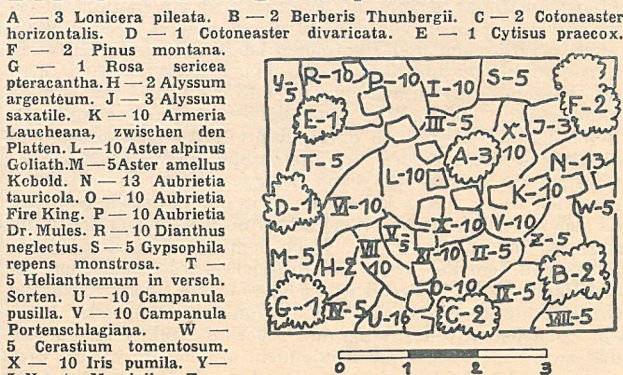 A — 3 Lonicera pileata. B — 2 Berberis Thunbergii. C — 2 Cotoneaster
horizontalis. D — 1 Cotoneaster divaricata. E — 1 Cytisus praecox.
F — 2 Pinus montana.
G — 1 Rosa sericea
pteracantha. H — 2 Alyssum
argenteum. J — 3 Alyssum
saxatile. K — 10 Armeria
Laucheana, zwischen den
Platten. L — 10 Aster alpinus
Goliath. M — 5 Aster amellus
Kobold. N — 13 Aubrietia
tauricola. O — 10 Aubrietia
Fire King. P — 10 Aubrietia
Dr. Mules. R — 10 Dianthus
neglectus. S — 5 Gypsophila
repens monstrosa. T —
5 Helianthemum in versch.
Sorten. U — 10 Campanula
pusilla. V — 10 Campanula
Portenschlagiana. W —
5 Cerastium tomentosum.
X — 10 Iris pumila. Y—
Y-5 R-10 P-10 I-10 S-5
E-1 III-5 X-10 J-3 F-2
T-5 L-10 A-3 N-13
K-10
D-1 VI-10 X-10 V-10 W-5
V-5 Z-5
M-5 H-2 VII-10 XI-10 II-5 B-2
O-10 IX-5
G-1 IV-5 U-10 C-2 VIII-5
0 1 2 3